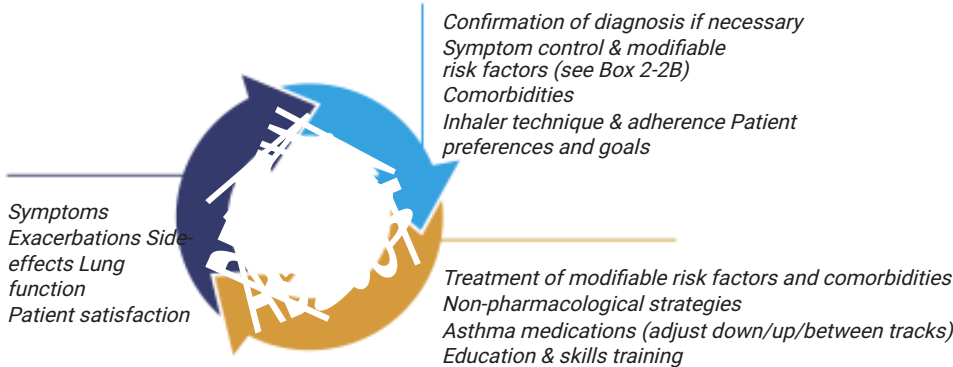 Confirmation of diagnosis if necessary
Symptom control & modifiable
risk factors (see Box 2-2B)
Comorbidities
Inhaler technique & adherence Patient
preferences and goals
Symptoms
Exacerbations Side-
effects Lung
function
Patient satisfaction
Treatment of modifiable risk factors and comorbidities
Non-pharmacological strategies
Asthma medications (adjust down/up/between tracks)
Education & skills training